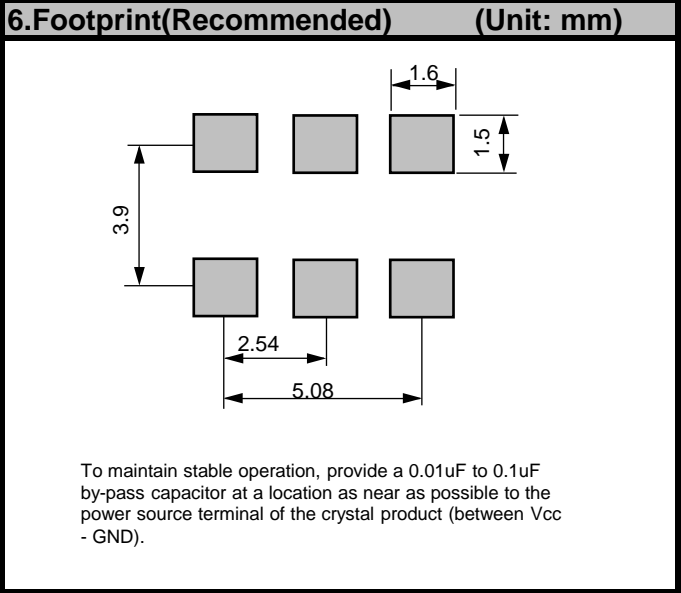 6.Footprint(Recommended) (Unit: mm)
1.6
1.5
3.9
2.54
5.08
To maintain stable operation, provide a 0.01uF to 0.1uF
by-pass capacitor at a location as near as possible to the
power source terminal of the crystal product (between Vcc
- GND).